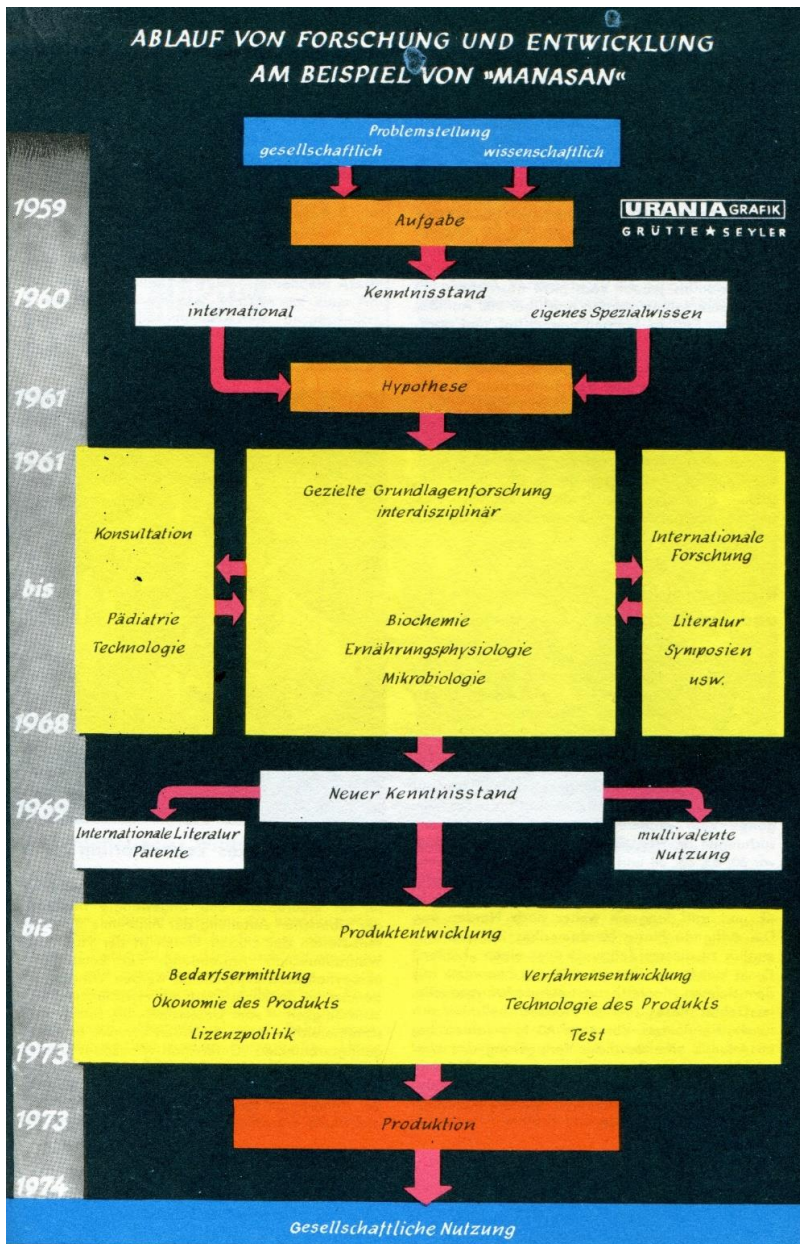 ABLAUF VON FORSCHUNG UND ENTWICKLUNG
AM BEISPIEL VON "MANASAN“
Problemstellung
gesellschaftlich wissenschaftlich
1959
Aufgabe
URANIA GRAFIK
GRÜTTE ★ SEYLER
1960
Kenntnisstand
international eigenes Spezialwissen
Hypothese
1961
1961
Gezielte Grundlagenforschung
interdisziplinär
Konsultation
Internationale
Forschung
bis
Pädiatrie
Technologie
Biochemie
Ernährungsphysiologie
Mikrobiologie
Literatur
Symposien
usw.
1968
Neuer Kenntnisstand
1969
Internationale Literatur
Patente
multivalente
Nutzung
bis
Produktentwicklung
Bedarfsermittlung
Ökonomie des Produkts
Lizenzpolitik
Verfahrensentwicklung
Technologie des Produkts
Test
1973
1973
Produktion
1974
Gesellschaftliche Nutzung